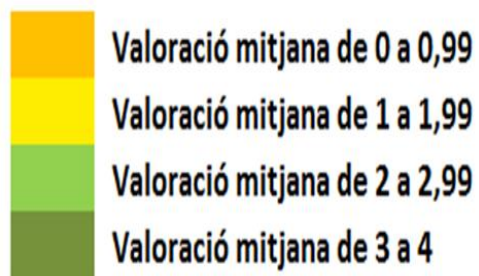 Valoració mitjana de 0 a 0,99
Valoració mitjana de 1 a 1,99
Valoració mitjana de 2 a 2,99
Valoració mitjana de 3 a 4